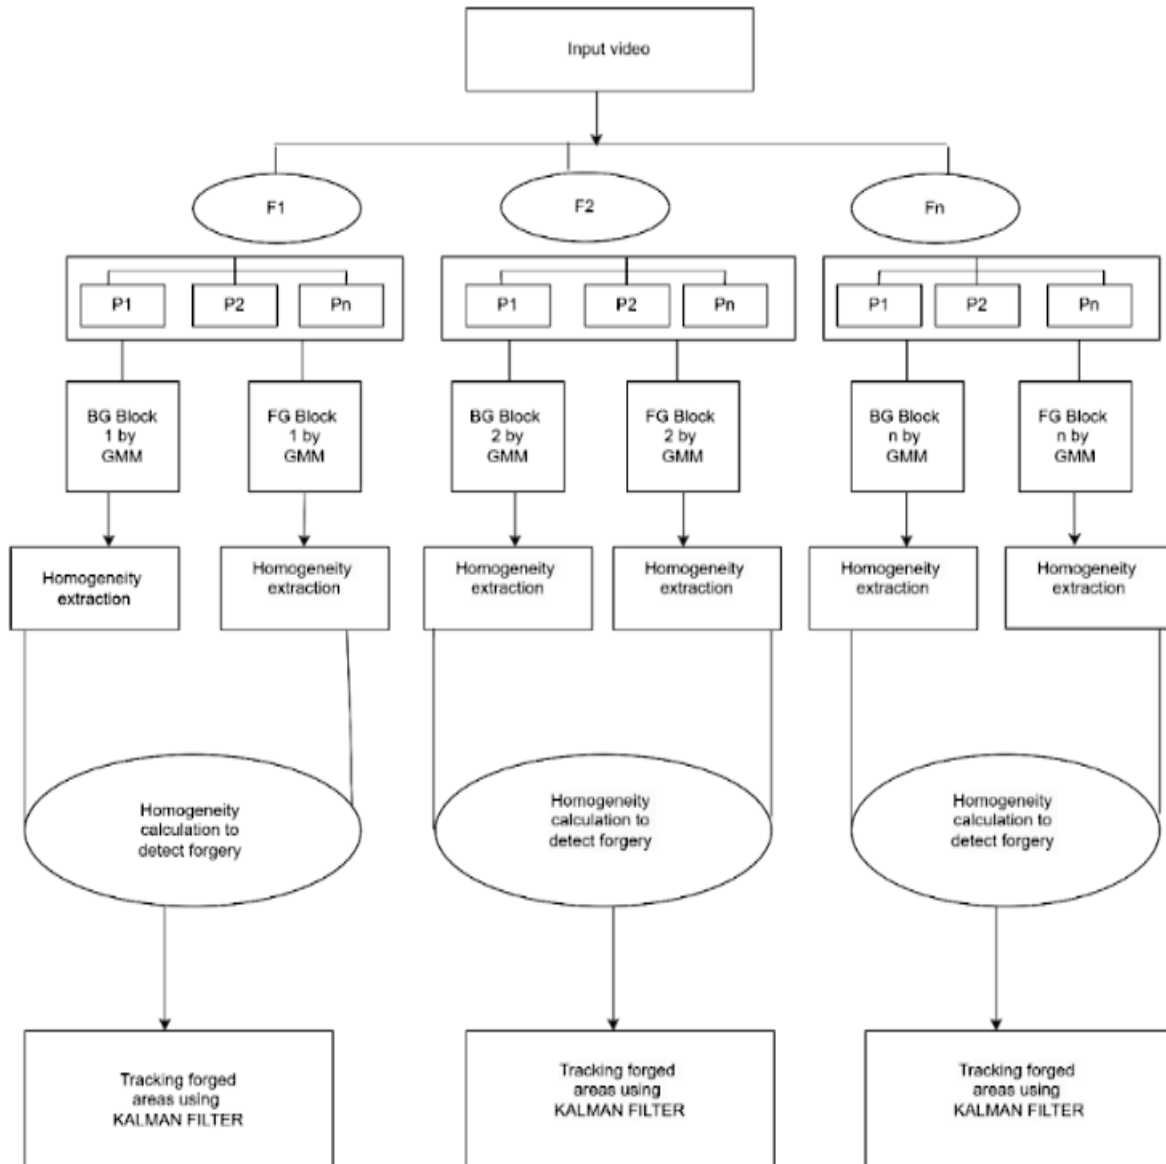 Input video
F1
F2
Fn
P1
P2
Pn
P1
P2
Pn
P1
P2
Pn
BG Block
1 by
GMM
FG Block
1 by
GMM
BG Block
2 by
GMM
FG Block
2 by
GMM
BG Block
n by
GMM
FG Block
n by
GMM
Homogeneity
extraction
Homogeneity
extraction
Homogeneity
extraction
Homogeneity
extraction
Homogeneity
extraction
Homogeneity
extraction
Homogeneity
calculation to
detect forgery
Homogeneity
calculation to
detect forgery
Homogeneity
calculation to
detect forgery
Tracking forged
areas using
KALMAN FILTER
Tracking forged
areas using
KALMAN FILTER
Tracking forged
areas using
KALMAN FILTER